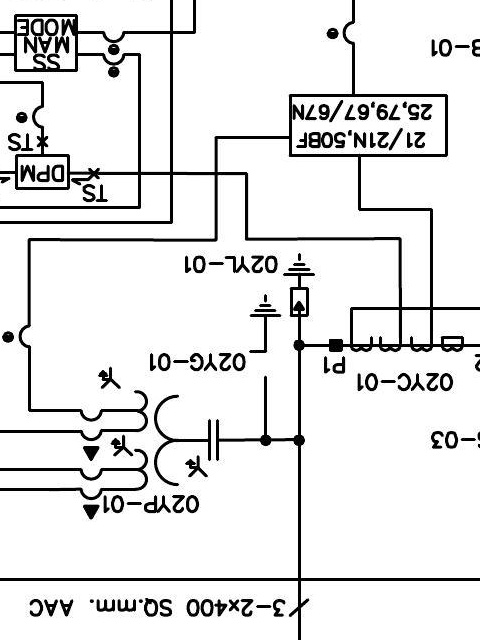 3-2x400 SQ.mm. AAC
02YP-01
-03
02YC-01
P1
02YG-01
02YL-01
TS
DPM
TS
21/21N,50BF
25,79,67/67N
SS
MAN
MODE
-01